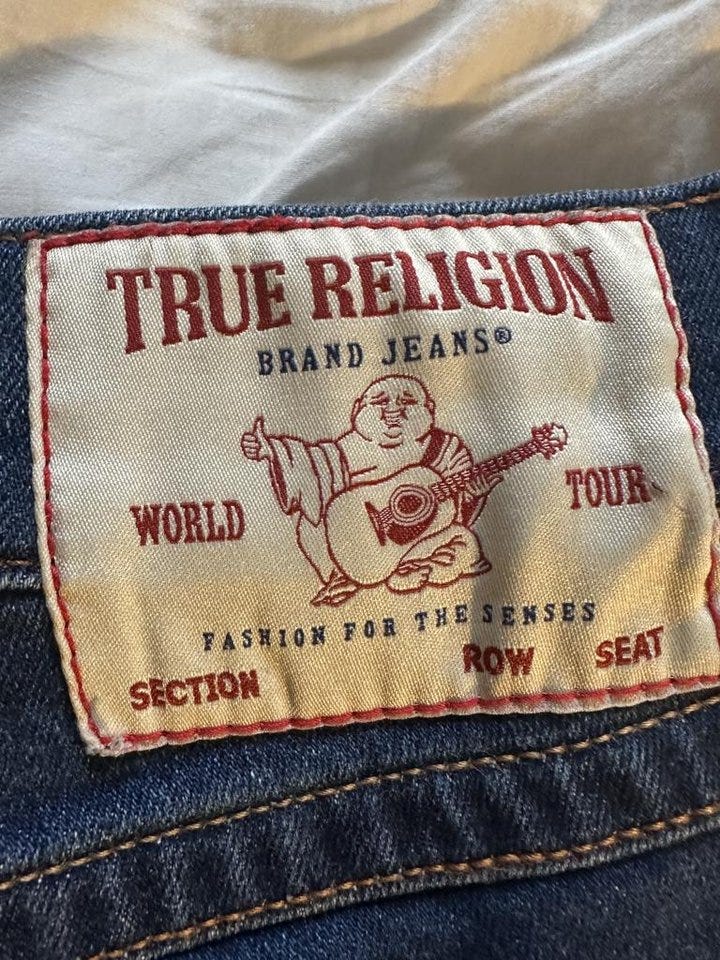 TRUE RELIGION
BRAND JEANS®
WORLD TOUR
FASHION FOR THE SENSES
SECTION ROW SEAT